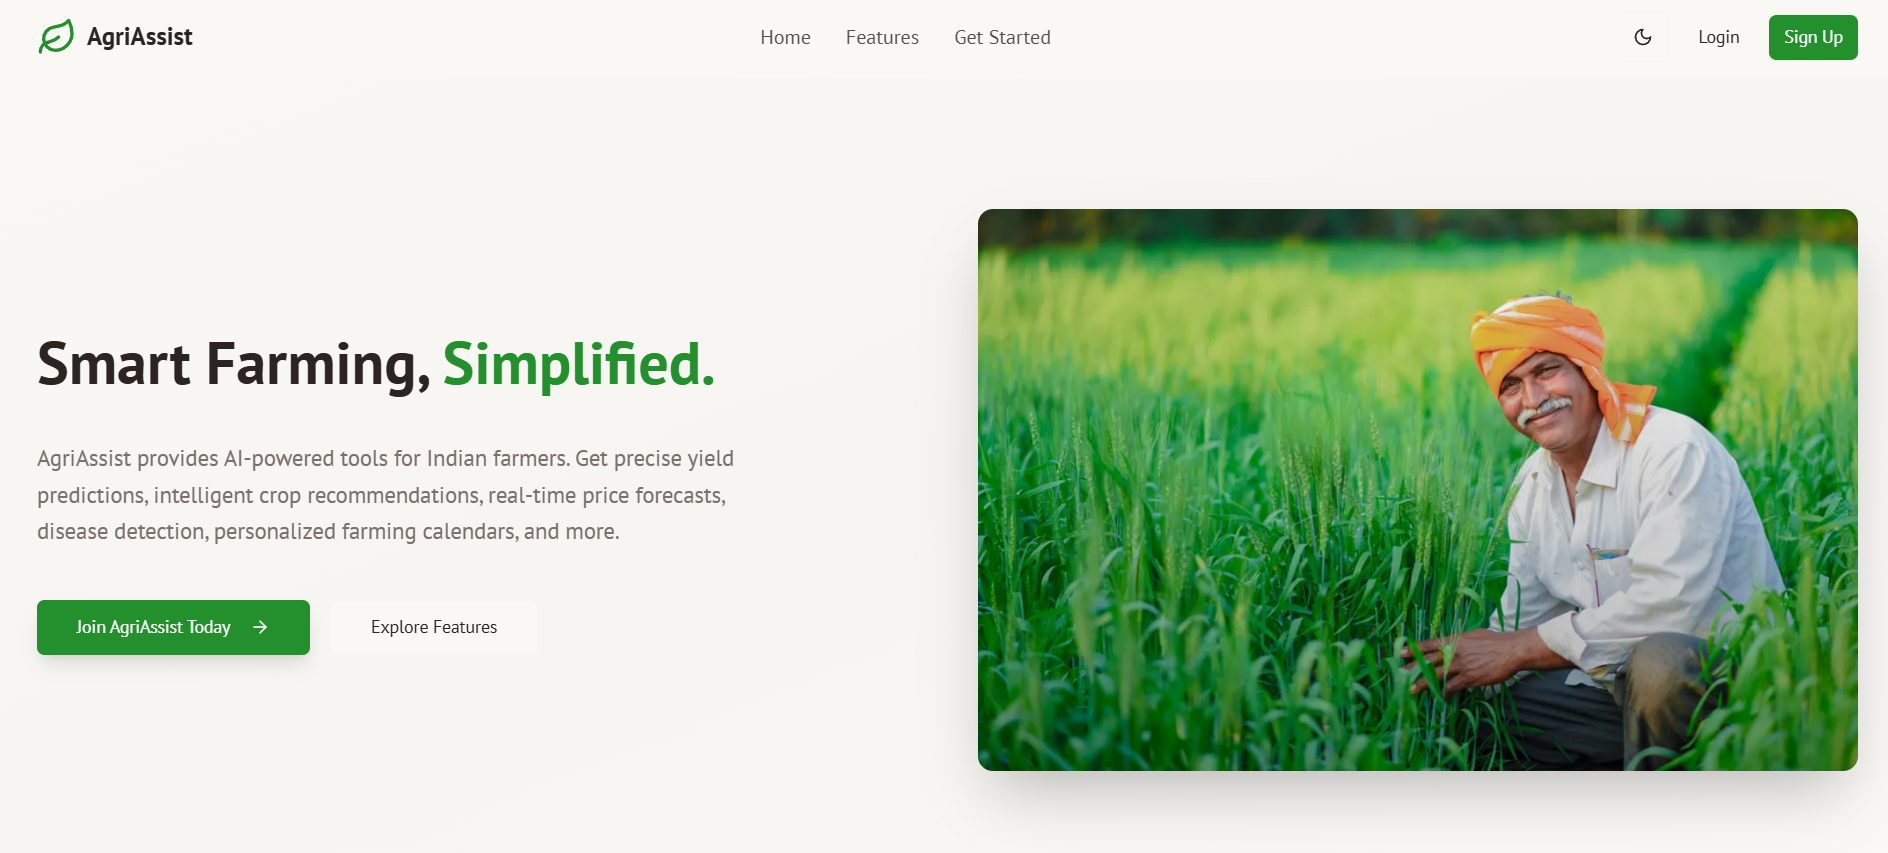 AgriAssist
Home
Features
Get Started
Login
Sign Up
Smart Farming, Simplified.
AgriAssist provides AI-powered tools for Indian farmers. Get precise yield
predictions, intelligent crop recommendations, real-time price forecasts,
disease detection, personalized farming calendars, and more.
Join AgriAssist Today
Explore Features